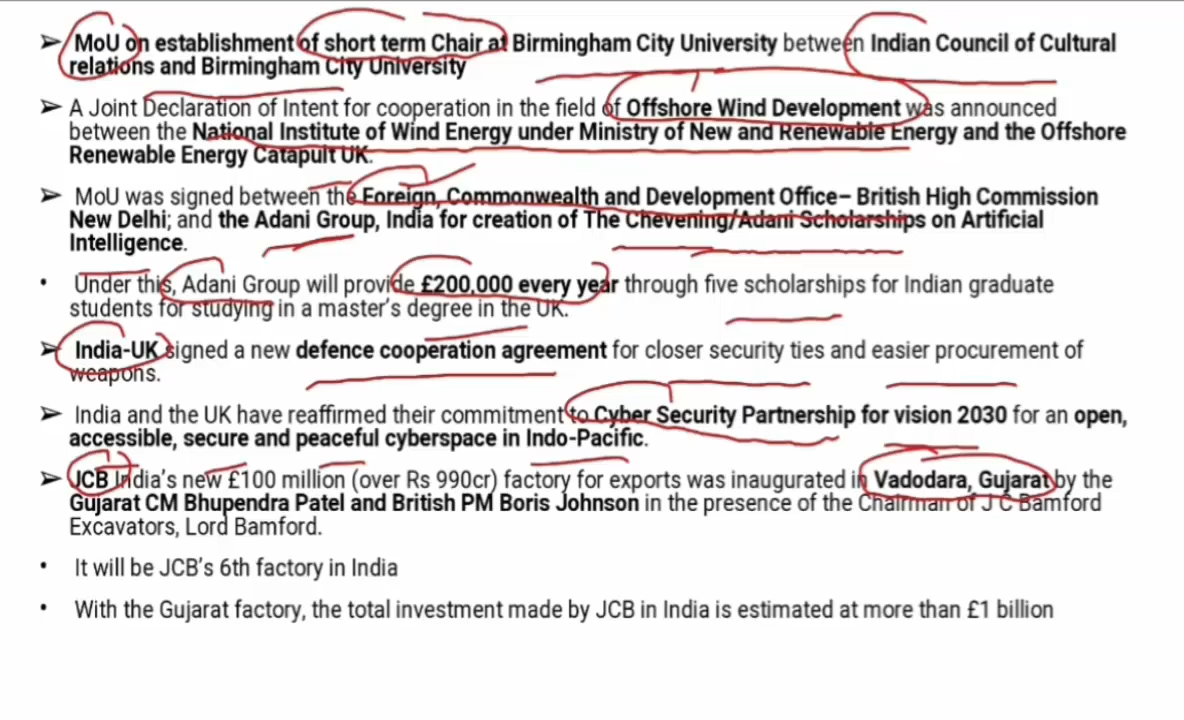 ➢ MoU on establishment of short term Chair at Birmingham City University between Indian Council of Cultural
relations and Birmingham City University
➢ A Joint Declaration of Intent for cooperation in the field of Offshore Wind Development was announced
between the National Institute of Wind Energy under Ministry of New and Renewable Energy and the Offshore
Renewable Energy Catapult UK.
➢ MoU was signed between the Foreign, Commonwealth and Development Office– British High Commission
New Delhi; and the Adani Group, India for creation of The Chevening/Adani Scholarships on Artificial
Intelligence.
• Under this, Adani Group will provide £200,000 every year through five scholarships for Indian graduate
students for studying in a master's degree in the UK.
➢ India-UK signed a new defence cooperation agreement for closer security ties and easier procurement of
weapons.
➢ India and the UK have reaffirmed their commitment to Cyber Security Partnership for vision 2030 for an open,
accessible, secure and peaceful cyberspace in Indo-Pacific.
➢ JCB India's new £100 million (over Rs 990cr) factory for exports was inaugurated in Vadodara, Gujarat by the
Gujarat CM Bhupendra Patel and British PM Boris Johnson in the presence of the Chairman of J C Bamford
Excavators, Lord Bamford.
• It will be JCB's 6th factory in India
• With the Gujarat factory, the total investment made by JCB in India is estimated at more than £1 billion